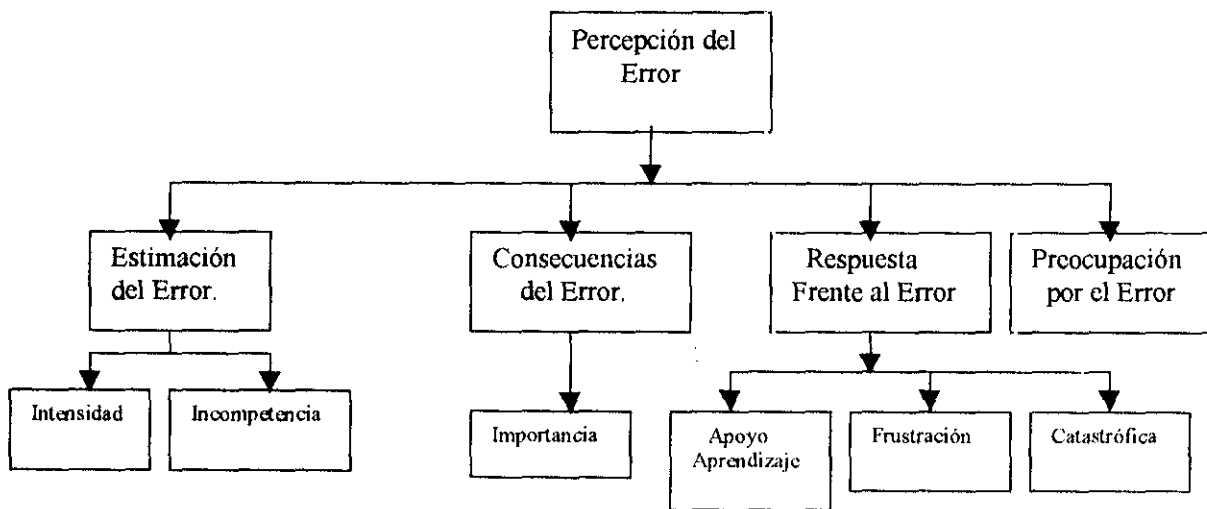 Percepción del
Error
Estimación
del Error.
Consecuencias
del Error.
Respuesta
Frente al Error
Preocupación
por el Error
Intensidad
Incompetencia
Importancia
Apoyo
Aprendizaje
Frustración
Catastrófica